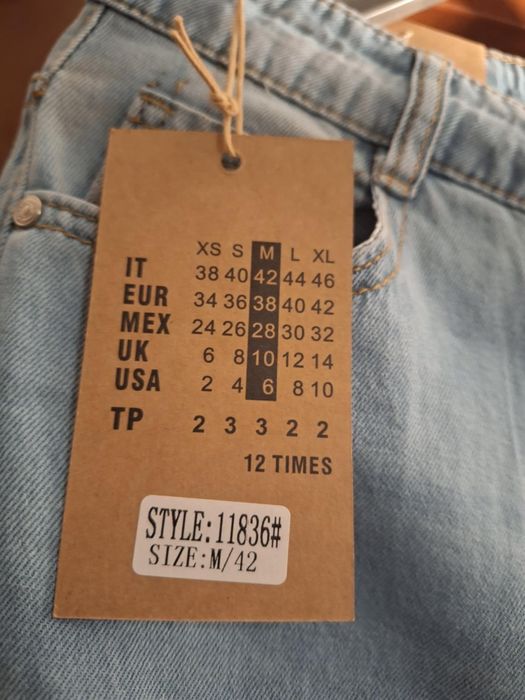 XS S M L XL
IT 38 40 42 44 46
EUR 34 36 38 40 42
MEX 24 26 28 30 32
UK 6 8 10 12 14
USA 2 4 6 8 10
TP 2 3 3 2 2
12 TIMES
STYLE:11836#
SIZE:M/42